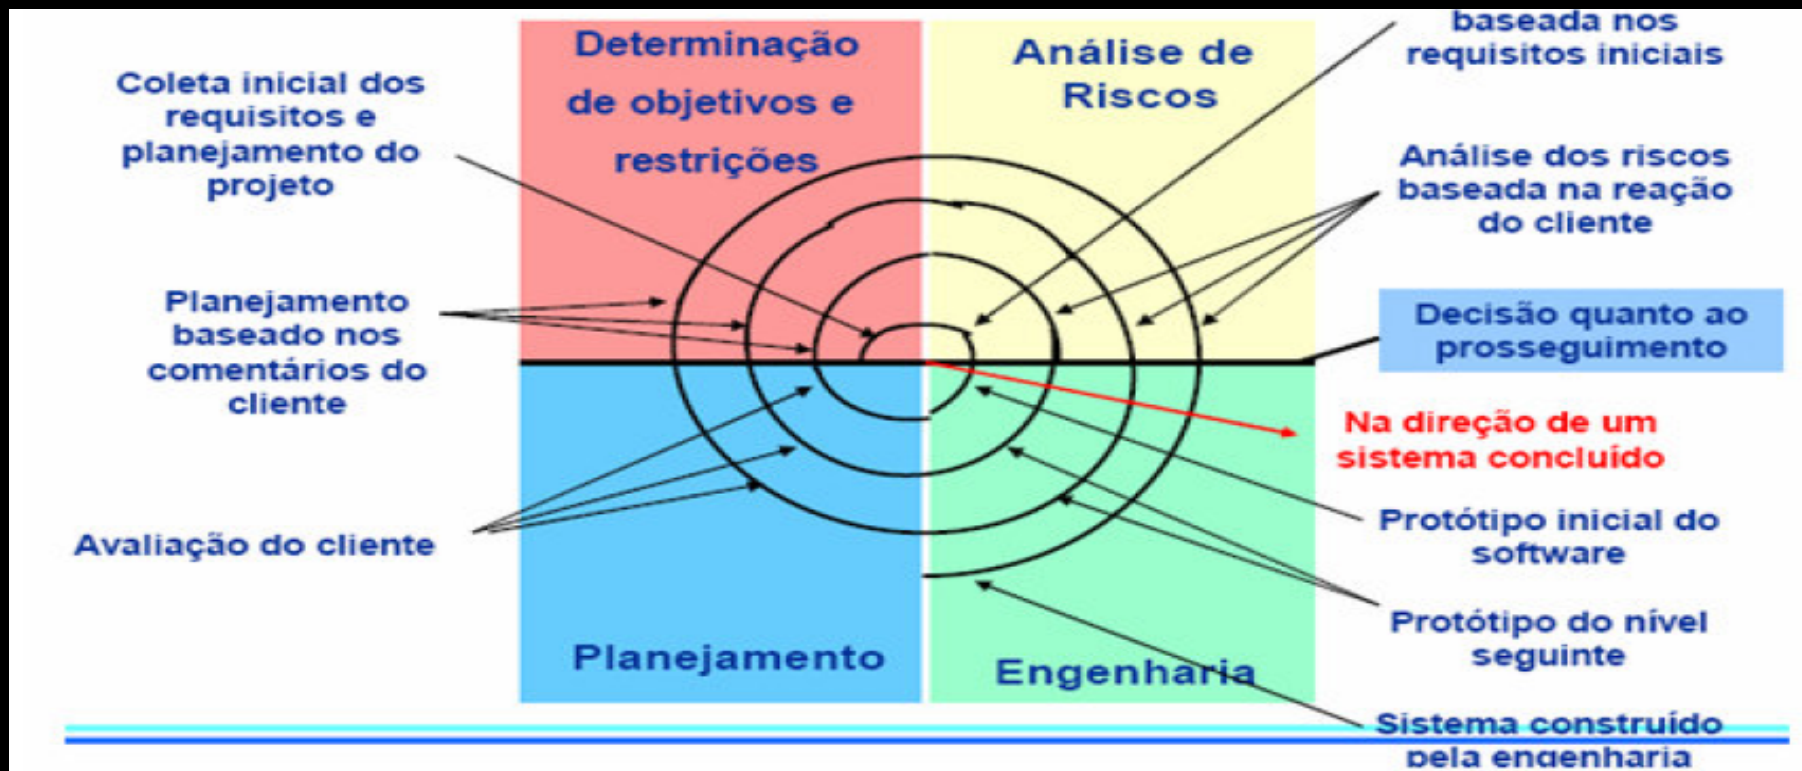 Determinação
de objetivos e
restrições
Análise de
Riscos
baseada nos
requisitos iniciais
Coleta inicial dos
requisitos e
planejamento do
projeto
Análise dos riscos
baseada na reação
do cliente
Planejamento
baseado nos
comentários do
cliente
Decisão quanto ao
prosseguimento
Na direção de um
sistema concluído
Avaliação do cliente
Protótipo inicial do
software
Protótipo do nível
seguinte
Planejamento
Engenharia
Sistema construído
pela engenharia